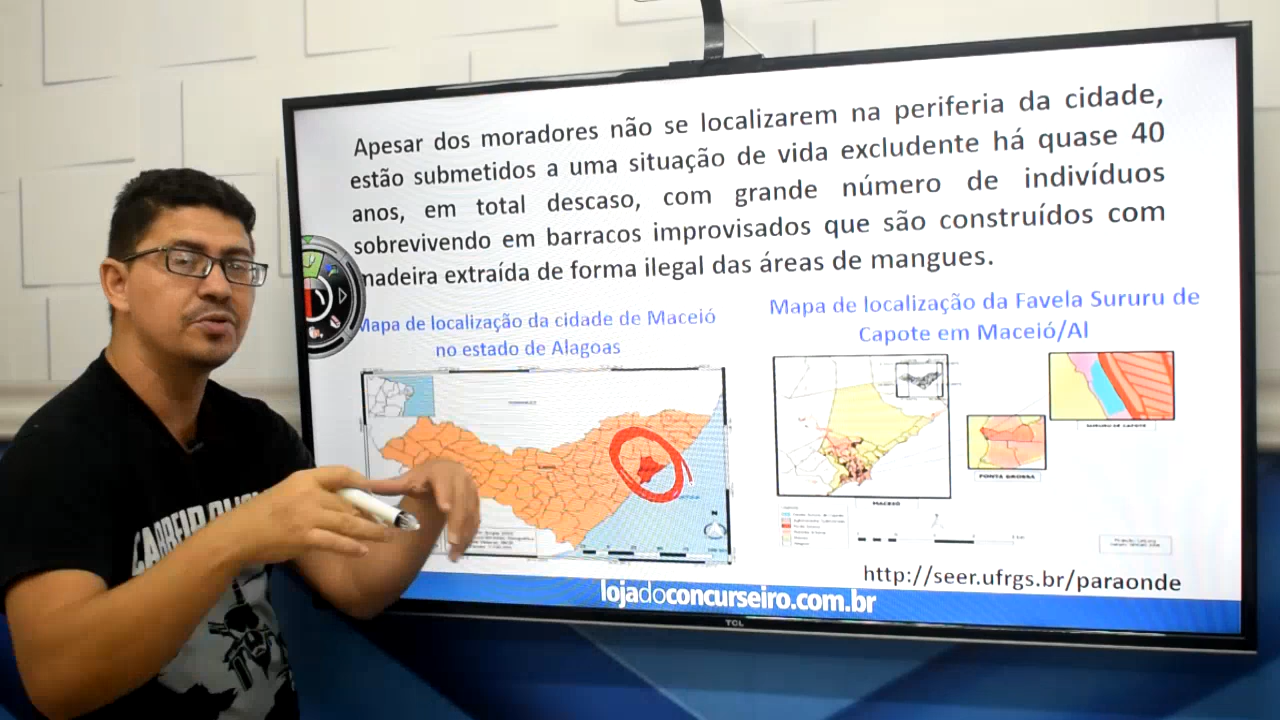 Apesar dos moradores não se localizarem na periferia da cidade,
estão submetidos a uma situação de vida excludente há quase 40
anos, em total descaso, com grande número de indivíduos
sobrevivendo em barracos improvisados que são construídos com
madeira extraída de forma ilegal das áreas de mangues.
Mapa de localização da cidade de Maceió
no estado de Alagoas
Mapa de localização da Favela Sururu de
Capote em Maceió/Al
MACEIÓ
PONTA GROSSA
SURURU DE CAPOTE
http://seer.ufrgs.br/paraonde
lojadoconcurseiro.com.br
TCL